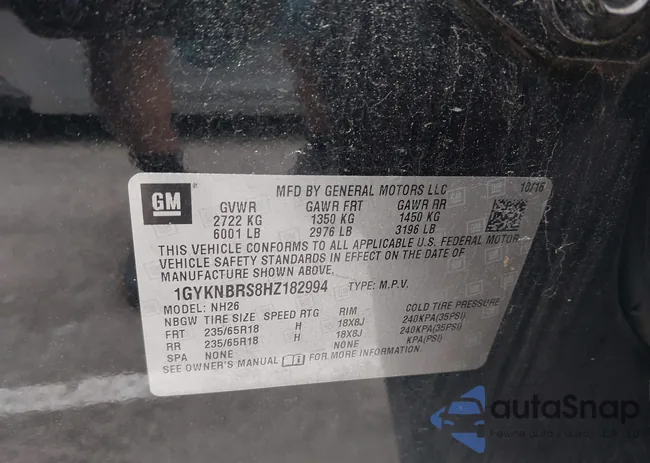 GM
MFD BY GENERAL MOTORS LLC
10/16
GVWR GAWR FRT GAWR RR
2722 KG 1350 KG 1450 KG
6001 LB 2976 LB 3196 LB
THIS VEHICLE CONFORMS TO ALL APPLICABLE U.S. FEDERAL MOTOR
VEHICLE SAFETY STANDARDS IN EFFECT ON THE DATE OF
MANUFACTURE SHOWN ABOVE.
1GYKNBRS8HZ182994 TYPE: M.P.V.
MODEL: NH26
NBGW TIRE SIZE SPEED RTG RIM COLD TIRE PRESSURE
FRT 235/65R18 H 18X8J 240KPA(35PSI)
RR 235/65R18 H 18X8J 240KPA(35PSI)
SPA NONE NONE KPA(PSI)
SEE OWNER'S MANUAL FOR MORE INFORMATION.
autaSnap